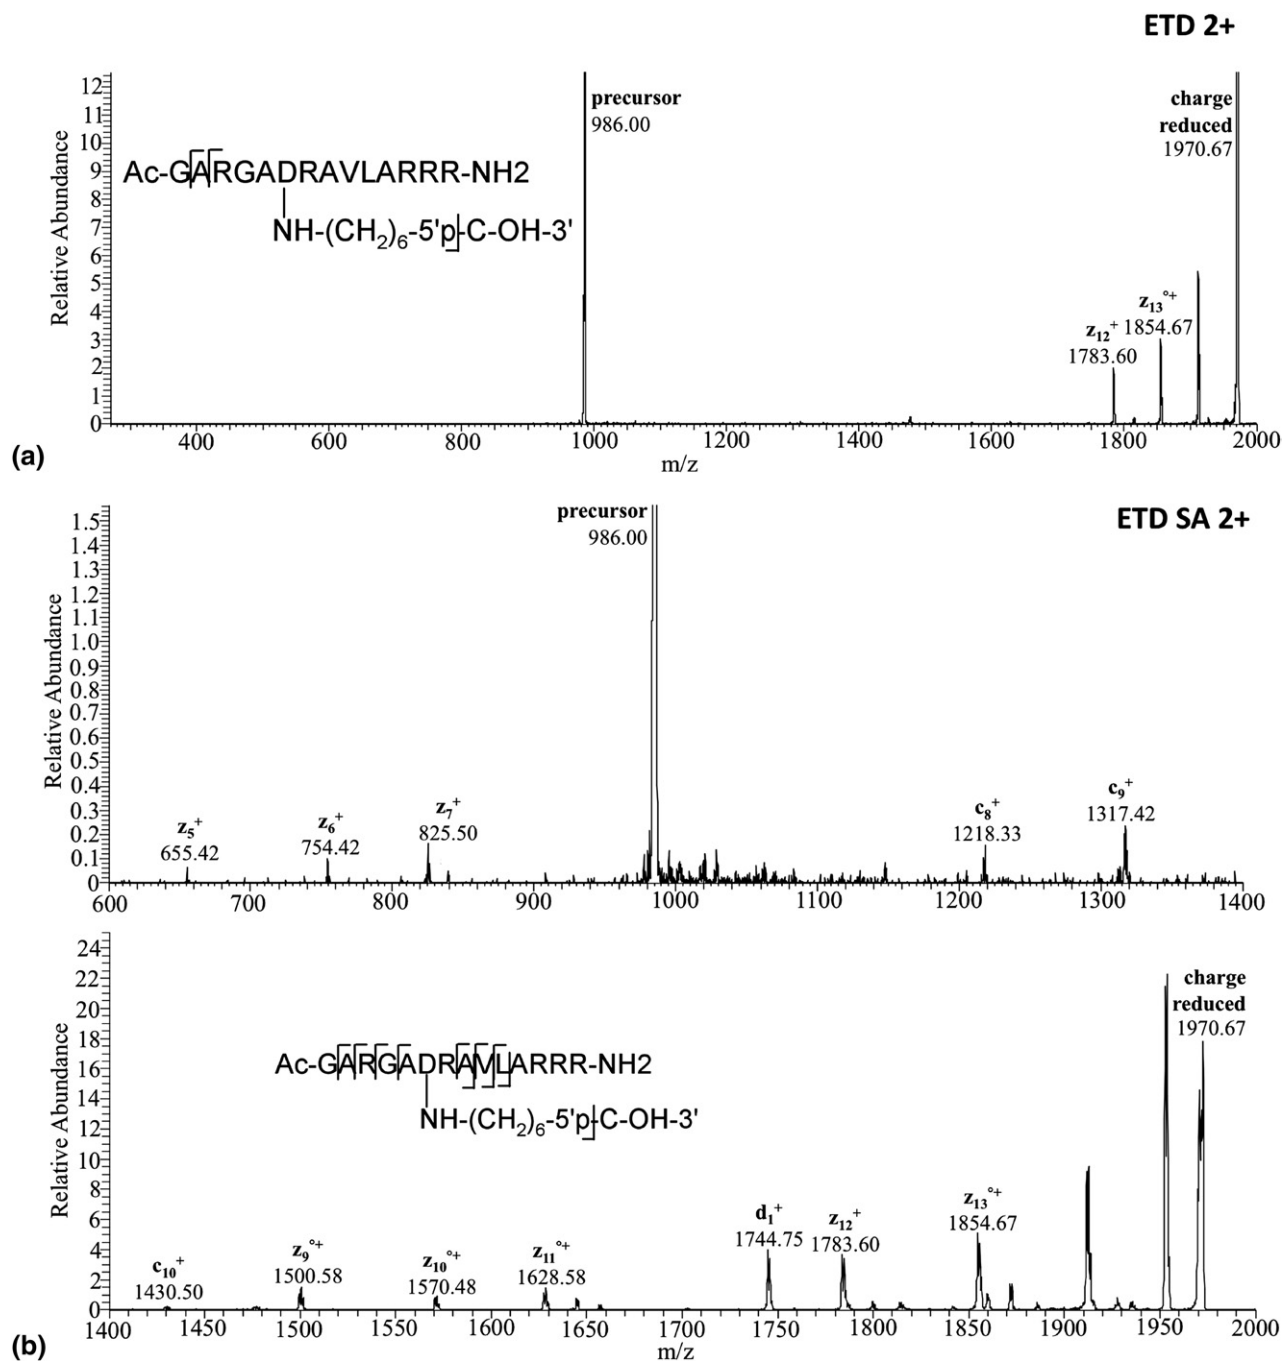 ETD 2+
Relative Abundance
12
11
10
9
8
7
6
5
4
3
2
1
0
precursor
986.00
charge
reduced
1970.67
Ac-GARGADRAVLARRR-NH2
NH-(CH2)6-5'p-C-OH-3'
z13°+
1854.67
z12+
1783.60
400 600 800 1000 1200 1400 1600 1800 2000
m/z
(a)
ETD SA 2+
Relative Abundance
1.5
1.4
1.3
1.2
1.1
1.0
0.9
0.8
0.7
0.6
0.5
0.4
0.3
0.2
0.1
0
precursor
986.00
z5+
655.42
z6+
754.42
z7+
825.50
c8+
1218.33
c9+
1317.42
600 700 800 900 1000 1100 1200 1300 1400
m/z
Relative Abundance
24
22
20
18
16
14
12
10
8
6
4
2
0
charge
reduced
1970.67
Ac-GARGADRAVLARRR-NH2
NH-(CH2)6-5'p-C-OH-3'
c10+
1430.50
z9°+
1500.58
z10°+
1570.48
z11°+
1628.58
d1+
1744.75
z12+
1783.60
z13°+
1854.67
1400 1450 1500 1550 1600 1650 1700 1750 1800 1850 1900 1950 2000
m/z
(b)